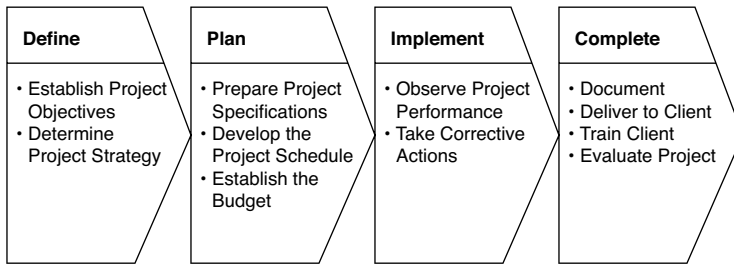 Define
• Establish Project
Objectives
• Determine
Project Strategy
Plan
• Prepare Project
Specifications
• Develop the
Project Schedule
• Establish the
Budget
Implement
• Observe Project
Performance
• Take Corrective
Actions
Complete
• Document
• Deliver to Client
• Train Client
• Evaluate Project